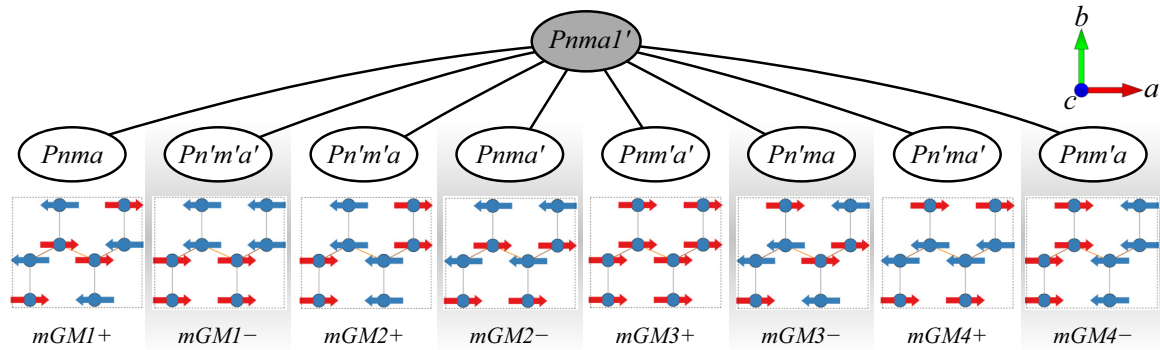 Pnma1'
b
c
a
Pnma
Pn'm'a'
Pn'm'a
Pnma'
Pnm'a'
Pn'ma
Pn'ma'
Pnm'a
mGM1+
mGM1−
mGM2+
mGM2−
mGM3+
mGM3−
mGM4+
mGM4−